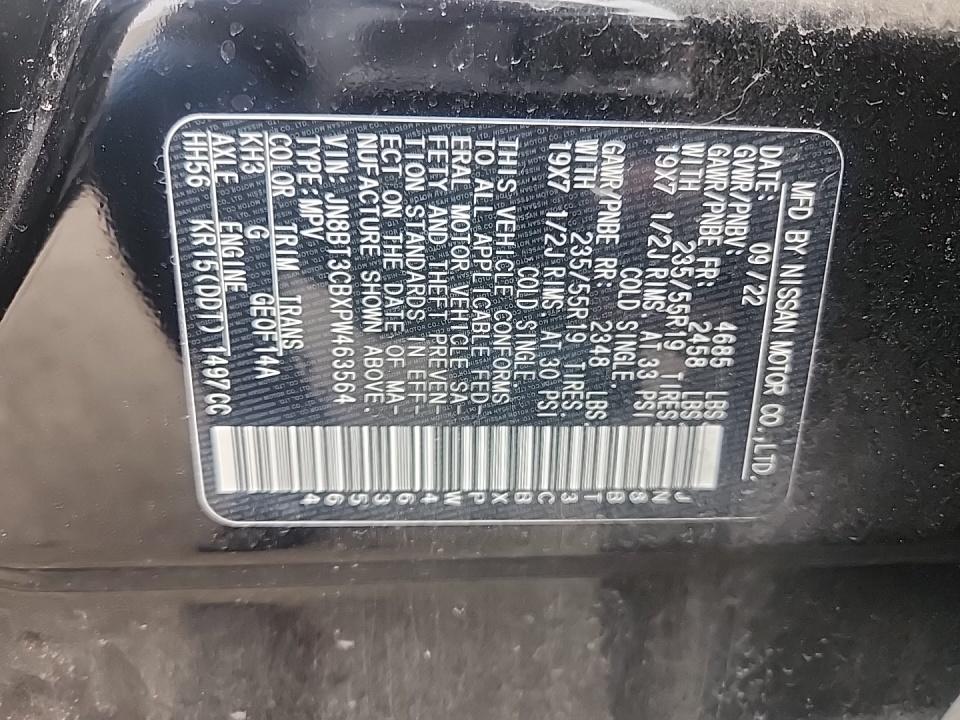 MFD BY NISSAN MOTOR CO.,LTD.
DATE: 09/22
GVWR/PNBV: 4685 LBS
GAWR/PNBE FR: 2458 LBS.
WITH 235/55R19 TIRES.
19X7 1/2J RIMS. AT 33 PSI
COLD SINGLE.
GAWR/PNBE RR: 2348 LBS.
WITH 235/55R19 TIRES
19X7 1/2J RIMS. AT 30 PSI
COLD SINGLE.
THIS VEHICLE CONFORMS
TO ALL APPLICABLE FED-
ERAL MOTOR VEHICLE SA-
FETY AND THEFT PREVEN-
TION STANDARDS IN EFF-
ECT ON THE DATE OF MA-
NUFACTURE SHOWN ABOVE.
VIN JN8BT3CBXPW463564
TYPE:MPV
COLOR TRIM TRANS
KH3 G GE0F14A
AXLE ENGINE
HH56 KR15(DDT)1497CC
JN8BT3CBXPW463564